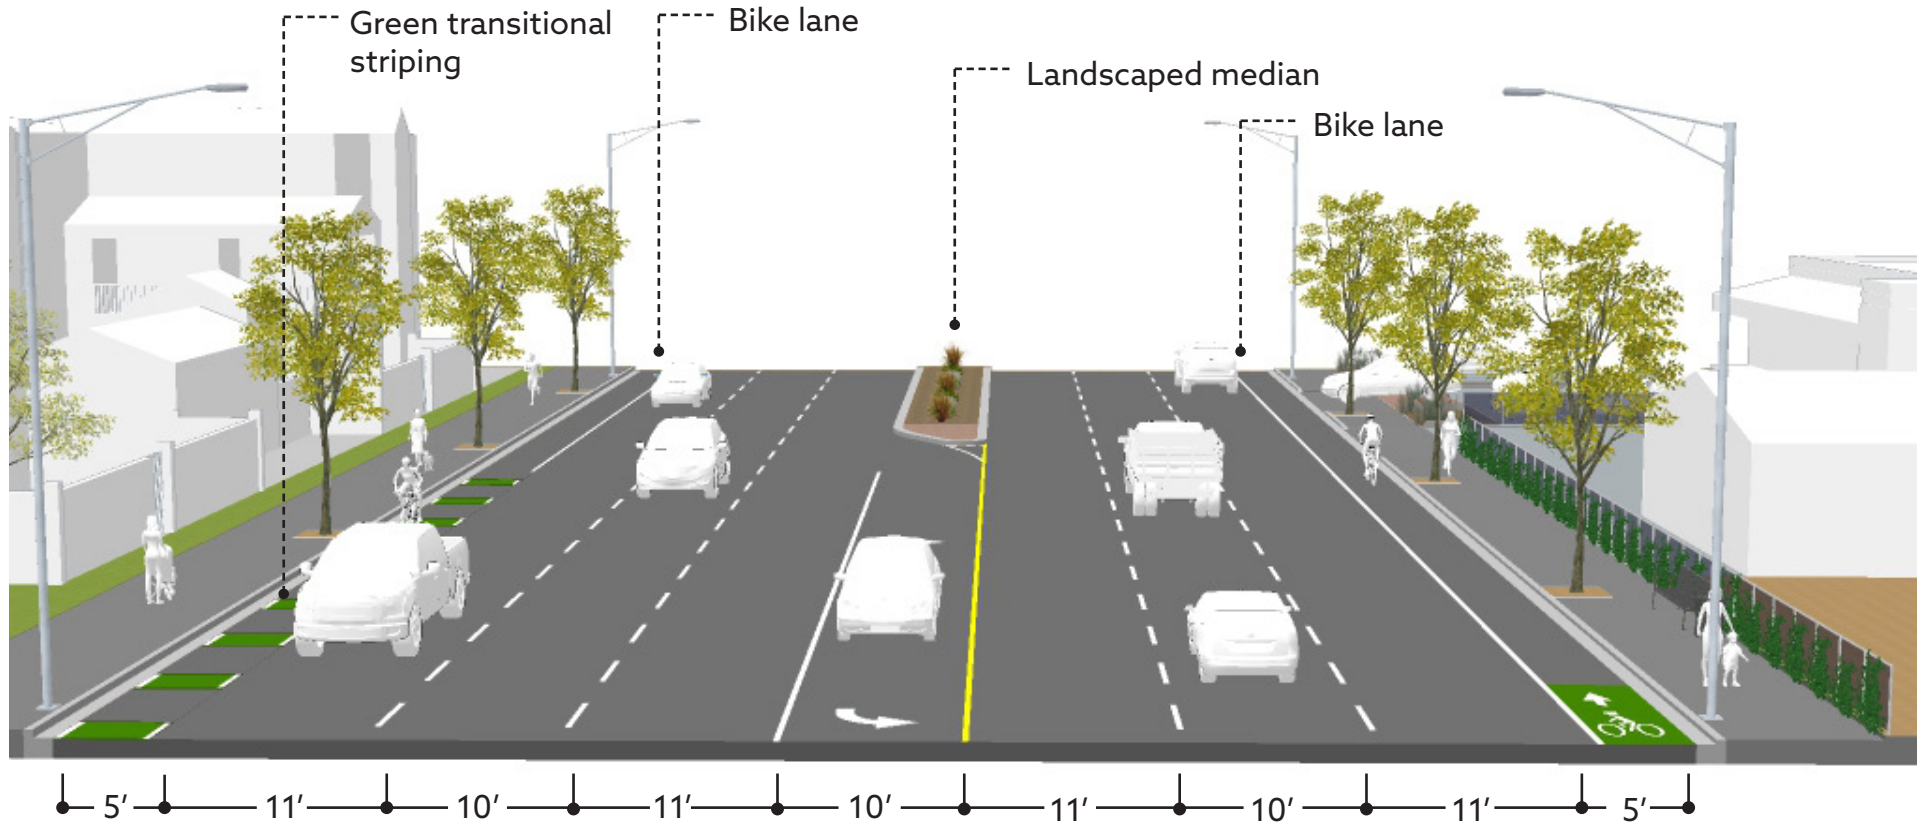 Green transitional
striping
Bike lane
Landscaped median
Bike lane
5′ 11′ 10′ 11′ 10′ 11′ 10′ 11′ 5′